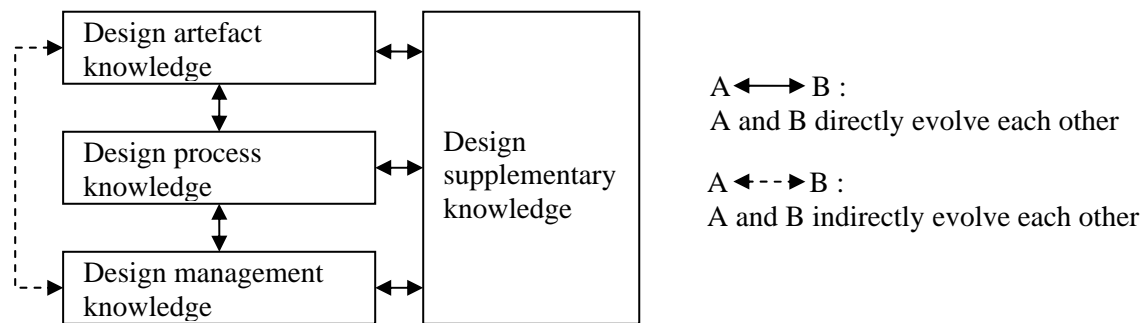 Design artefact
knowledge
Design process
knowledge
Design management
knowledge
Design
supplementary
knowledge
A B :
A and B directly evolve each other
A B :
A and B indirectly evolve each other